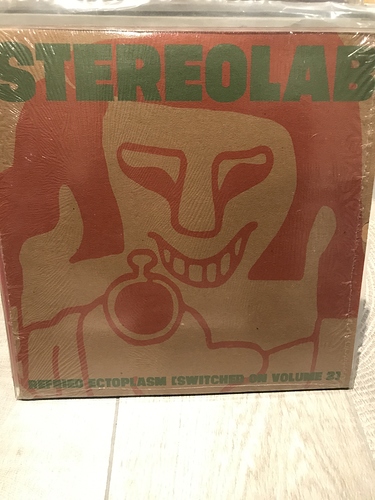 STEREOLAB
REFRIED ECTOPLASM [SWITCHED ON VOLUME 2]